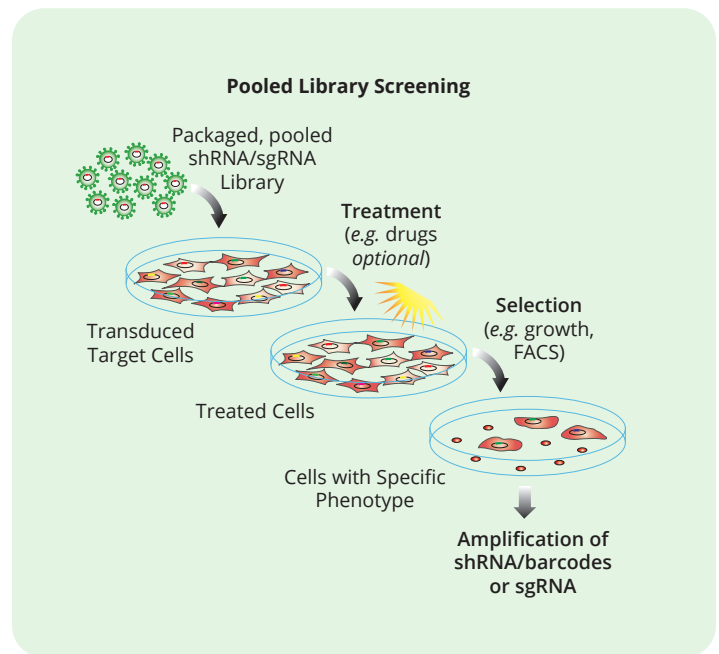 Pooled Library Screening
Packaged, pooled
shRNA/sgRNA
Library
Treatment
(e.g. drugs
optional)
Selection
(e.g. growth,
FACS)
Transduced
Target Cells
Treated Cells
Cells with Specific
Phenotype
Amplification of
shRNA/barcodes
or sgRNA